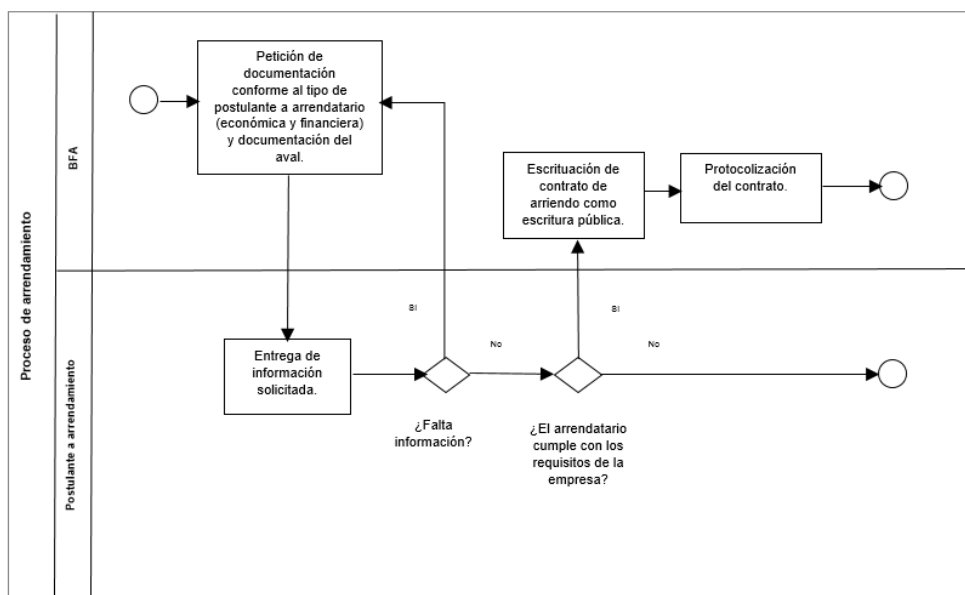 Proceso de arrendamiento
BFA
Petición de
documentación
conforme al tipo de
postulante a arrendatario
(económica y financiera)
y documentación del
aval.
Escrituación de
contrato de
arriendo como
escritura pública.
Protocolización
del contrato.
Postulante a arrendamiento
Entrega de
información
solicitada.
SI
No
¿Falta
información?
SI
No
¿El arrendatario
cumple con los
requisitos de la
empresa?